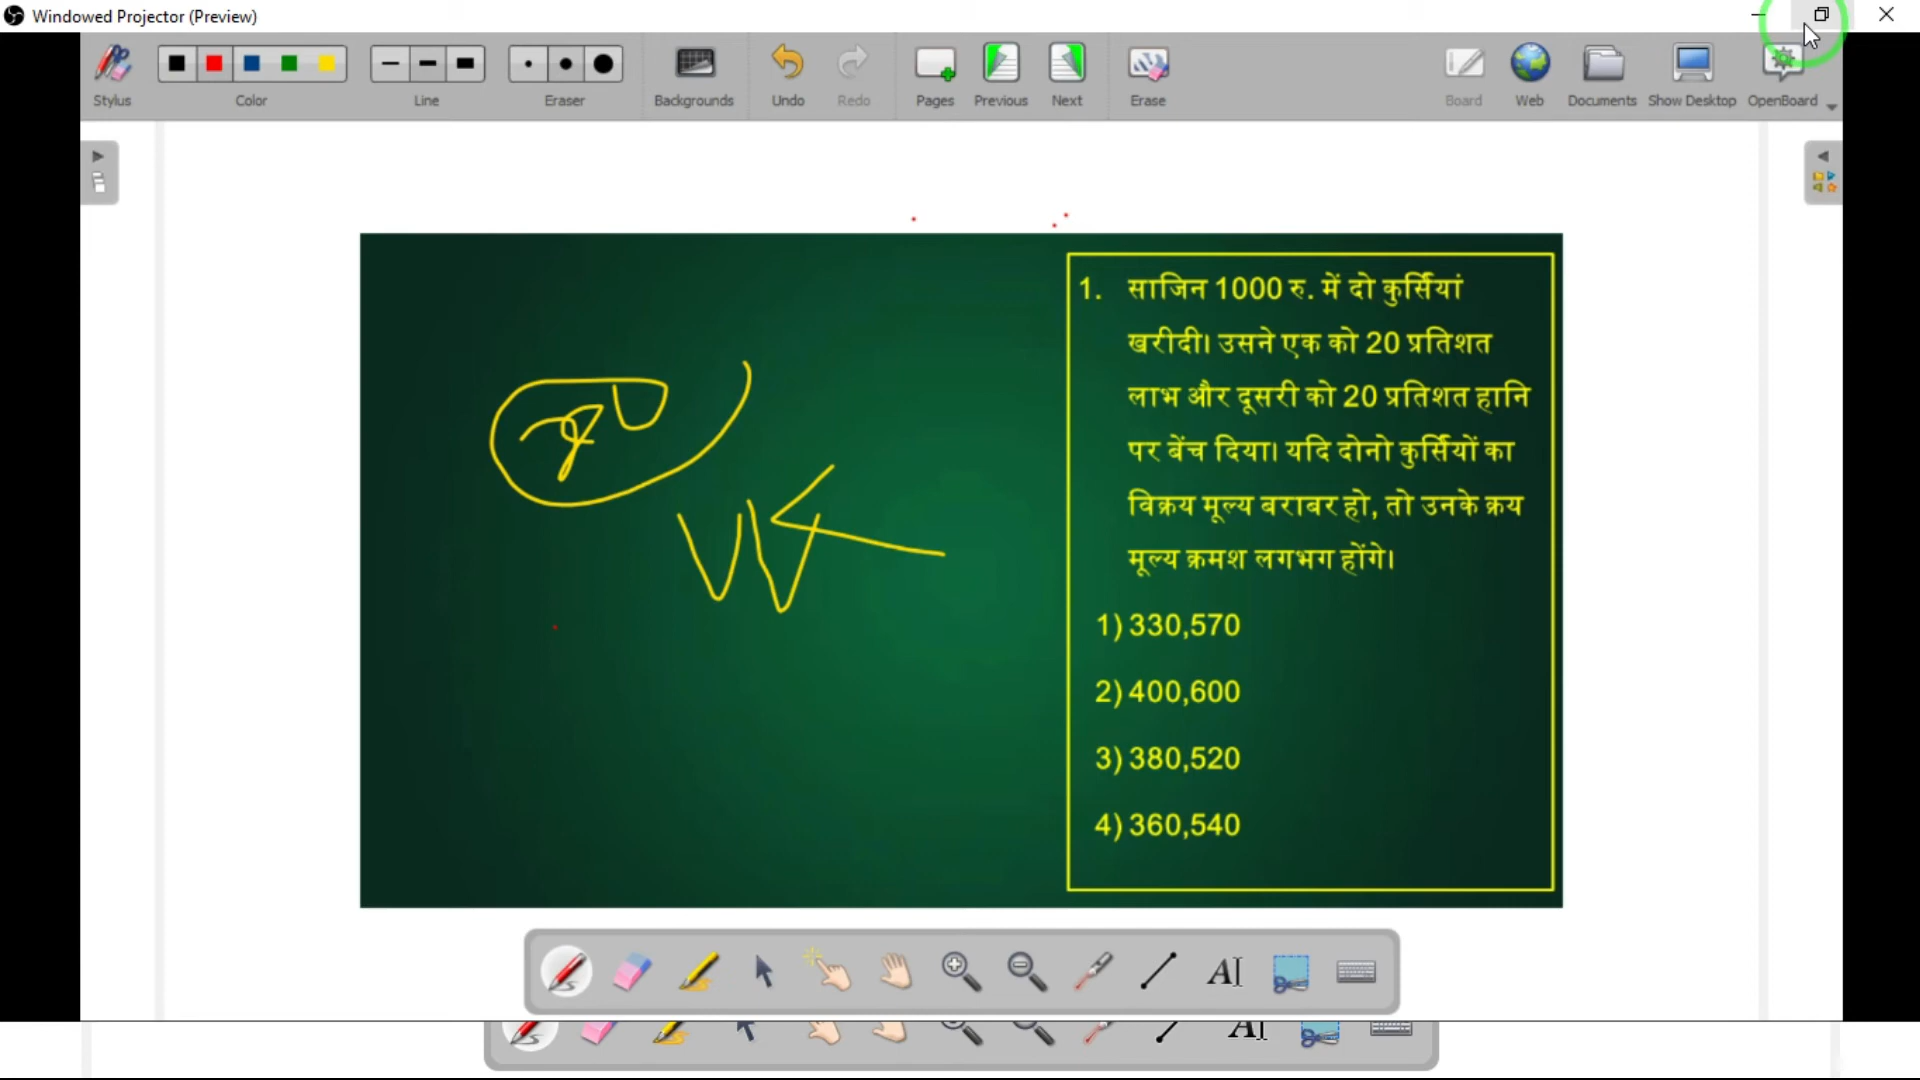 Windowed Projector (Preview)
Stylus Color Line Eraser Backgrounds Undo Redo Pages Previous Next Erase Board Web Documents Show Desktop OpenBoard
1. साजिन 1000 रु. में दो कुर्सियां
खरीदी। उसने एक को 20 प्रतिशत
लाभ और दूसरी को 20 प्रतिशत हानि
पर बेंच दिया। यदि दोनो कुर्सियों का
विक्रय मूल्य बराबर हो, तो उनके क्रय
मूल्य क्रमश लगभग होंगे।
1) 330,570
2) 400,600
3) 380,520
4) 360,540